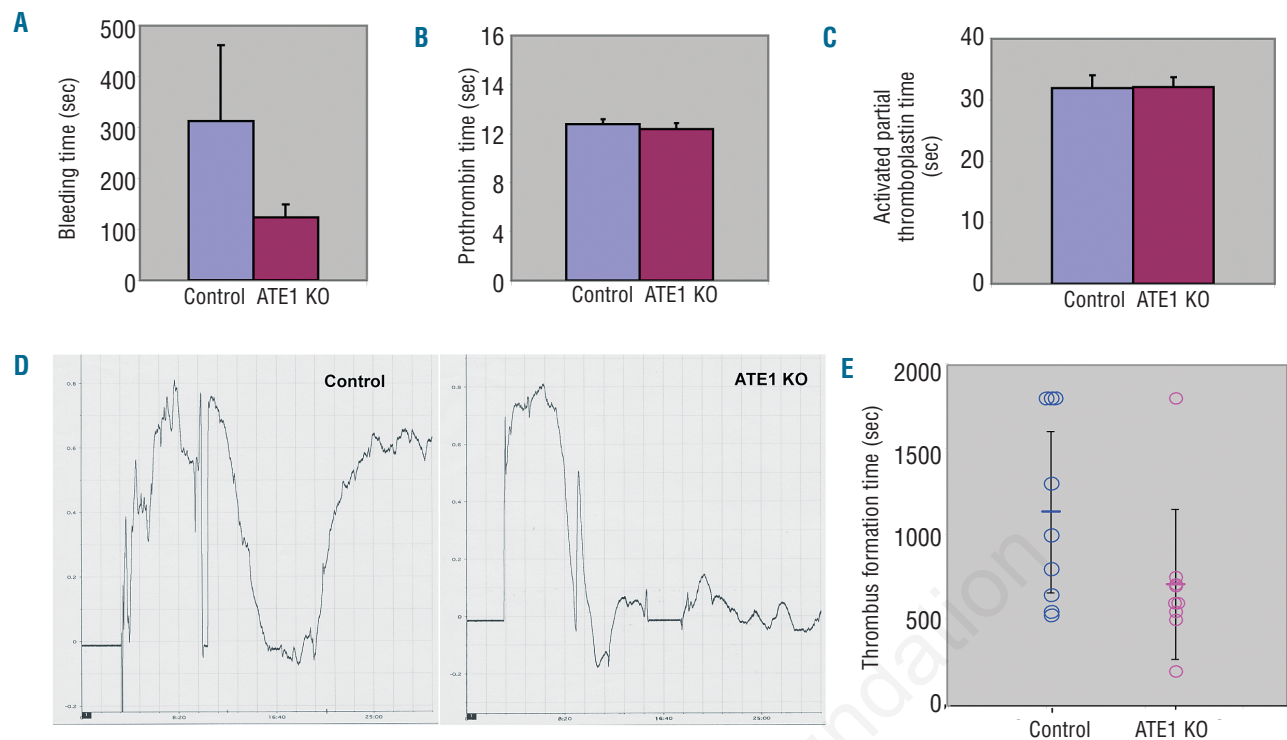 A
Bleeding time (sec)
500
400
300
200
100
0
Control ATE1 KO
B
Prothrombin time (sec)
16
14
12
8
4
0
Control ATE1 KO
C
Activated partial
thromboplastin time
(sec)
40
30
20
10
0
Control ATE1 KO
D
Control
0.8
0.6
0.4
0.2
0
-0.2
8:20
16:40
25:00
ATE1 KO
0.8
0.6
0.4
0.2
0
-0.2
8:20
16:40
25:00
E
Thrombus formation time (sec)
2000
1500
1000
500
0
Control
ATE1 KO
undation